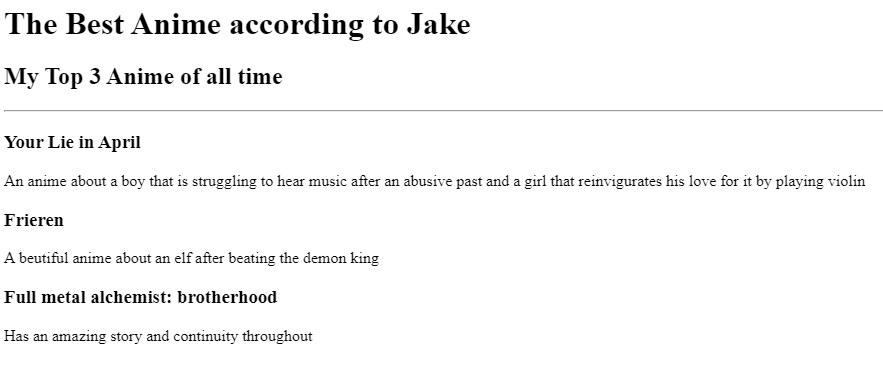 The Best Anime according to Jake
My Top 3 Anime of all time
Your Lie in April
An anime about a boy that is struggling to hear music after an abusive past and a girl that reinvigurates his love for it by playing violin
Frieren
A beutiful anime about an elf after beating the demon king
Full metal alchemist: brotherhood
Has an amazing story and continuity throughout